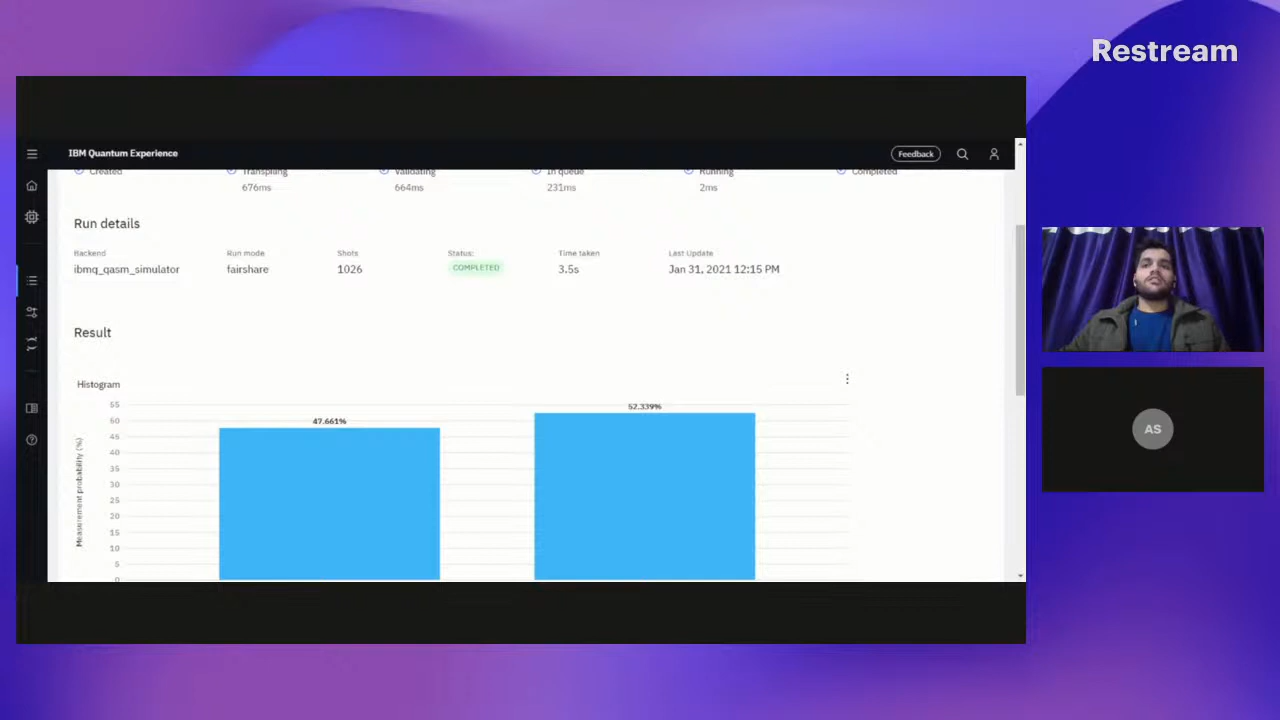 Restream
IBM Quantum Experience
Feedback
Created Transpiling Validating In queue Running Completed
676ms 664ms 231ms 2ms
Run details
Backend Run mode Shots Status: Time taken Last Update
ibmq_qasm_simulator fairshare 1026 COMPLETED 3.5s Jan 31, 2021 12:15 PM
Result
Histogram
55
50
45
40
35
30
25
20
15
10
5
0
Measurement probability (%)
47.661%
52.339%
AS